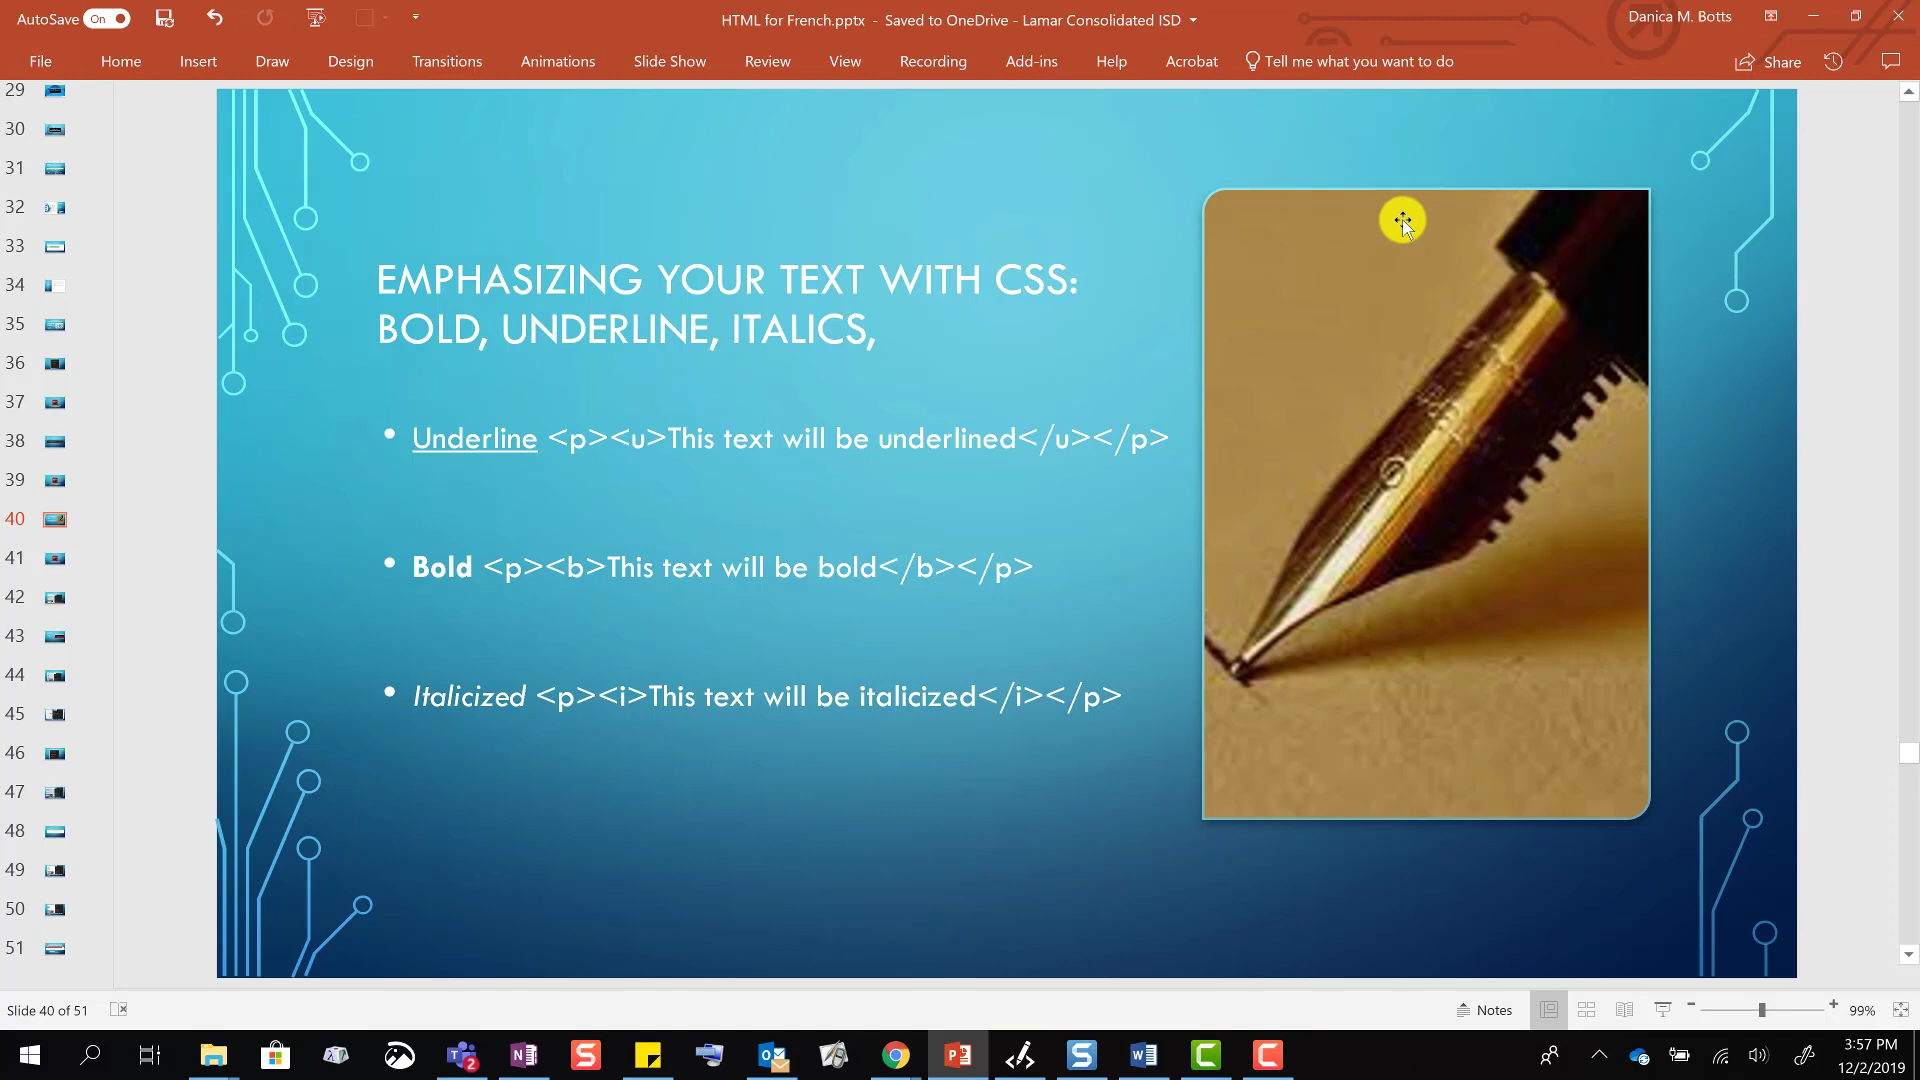 AutoSave On
HTML for French.pptx - Saved to OneDrive - Lamar Consolidated ISD
Danica M. Botts
File Home Insert Draw Design Transitions Animations Slide Show Review View Recording Add-ins Help Acrobat Tell me what you want to do Share
29
30
31
32
33
34
35
36
37
38
39
40
41
42
43
44
45
46
47
48
49
50
51
EMPHASIZING YOUR TEXT WITH CSS:
BOLD, UNDERLINE, ITALICS,
• Underline <p><u>This text will be underlined</u></p>
• Bold <p><b>This text will be bold</b></p>
• Italicized <p><i>This text will be italicized</i></p>
Slide 40 of 51
Notes
99%
2
3:57 PM
12/2/2019